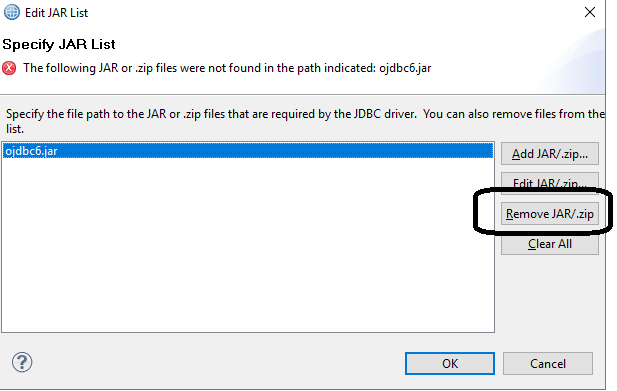 Edit JAR List
Specify JAR List
The following JAR or .zip files were not found in the path indicated: ojdbc6.jar
Specify the file path to the JAR or .zip files that are required by the JDBC driver.  You can also remove files from the
list.
ojdbc6.jar
Add JAR/.zip...
Edit JAR/.zip...
Remove JAR/.zip
Clear All
?
OK
Cancel